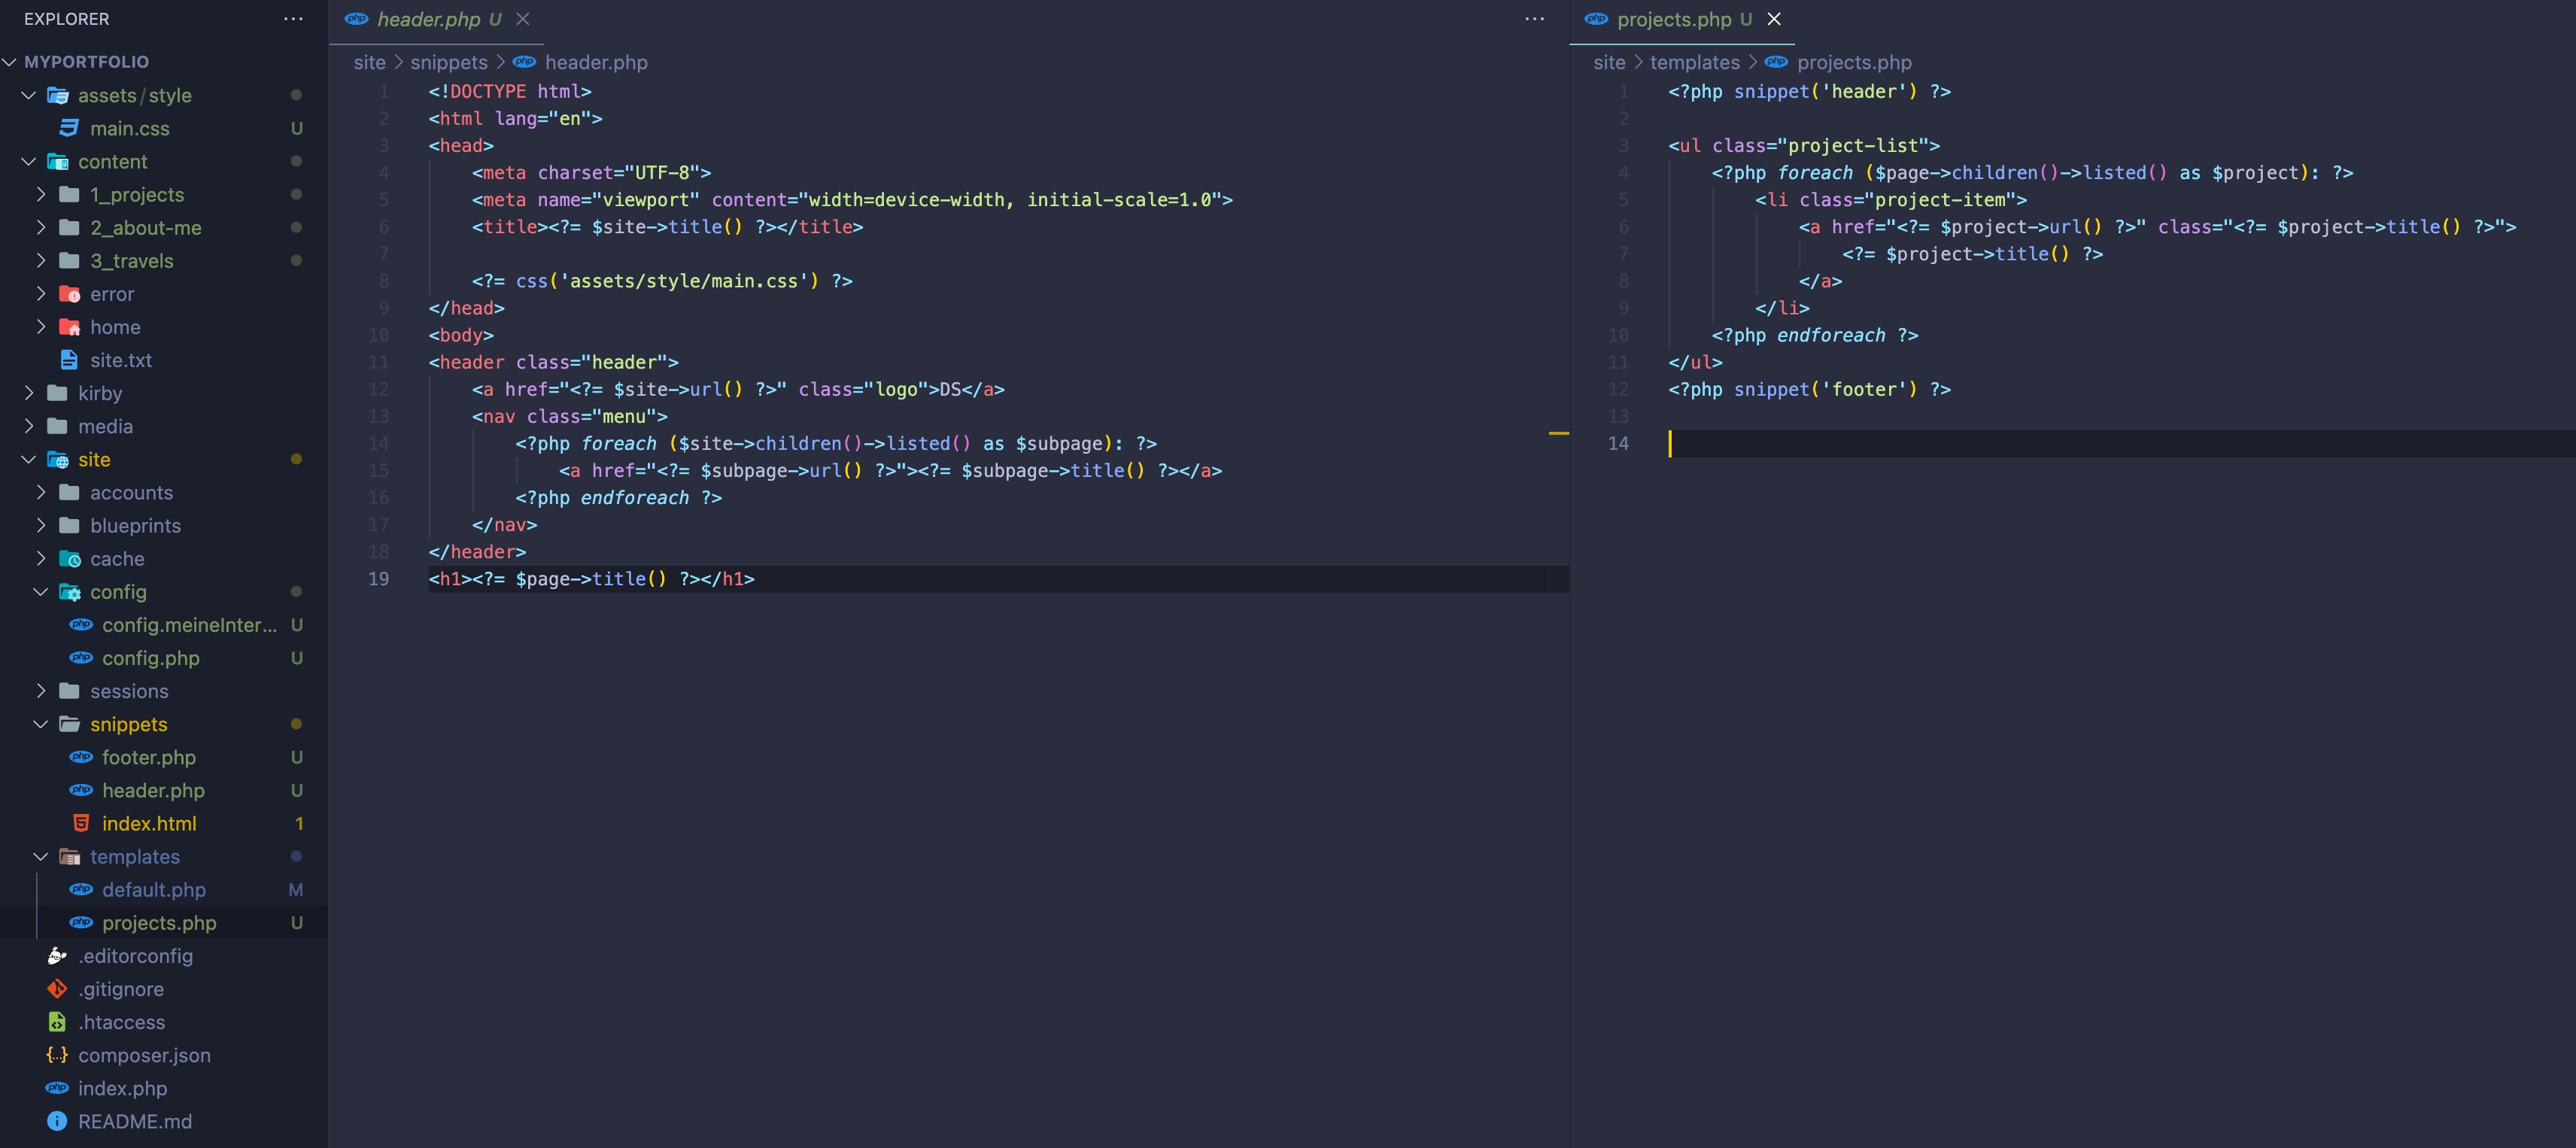 EXPLORER
MYPORTFOLIO
assets/style
main.css U
content
1_projects
2_about-me
3_travels
error
home
site.txt
kirby
media
site
accounts
blueprints
cache
config
config.meineInter... U
config.php U
sessions
snippets
footer.php U
header.php U
index.html 1
templates
default.php M
projects.php U
.editorconfig
.gitignore
.htaccess
composer.json
index.php
README.md
header.php U
site > snippets > header.php
1 <!DOCTYPE html>
2 <html lang="en">
3 <head>
4     <meta charset="UTF-8">
5     <meta name="viewport" content="width=device-width, initial-scale=1.0">
6     <title><?= $site->title() ?></title>
7
8     <?= css('assets/style/main.css') ?>
9 </head>
10 <body>
11 <header class="header">
12     <a href="<?= $site->url() ?>" class="logo">DS</a>
13     <nav class="menu">
14         <?php foreach ($site->children()->listed() as $subpage): ?>
15             <a href="<?= $subpage->url() ?>"><?= $subpage->title() ?></a>
16         <?php endforeach ?>
17     </nav>
18 </header>
19 <h1><?= $page->title() ?></h1>
projects.php U
site > templates > projects.php
1 <?php snippet('header') ?>
2
3 <ul class="project-list">
4     <?php foreach ($page->children()->listed() as $project): ?>
5         <li class="project-item">
6             <a href="<?= $project->url() ?>" class="<?= $project->title() ?>">
7                 <?= $project->title() ?>
8             </a>
9         </li>
10     <?php endforeach ?>
11 </ul>
12 <?php snippet('footer') ?>
13
14